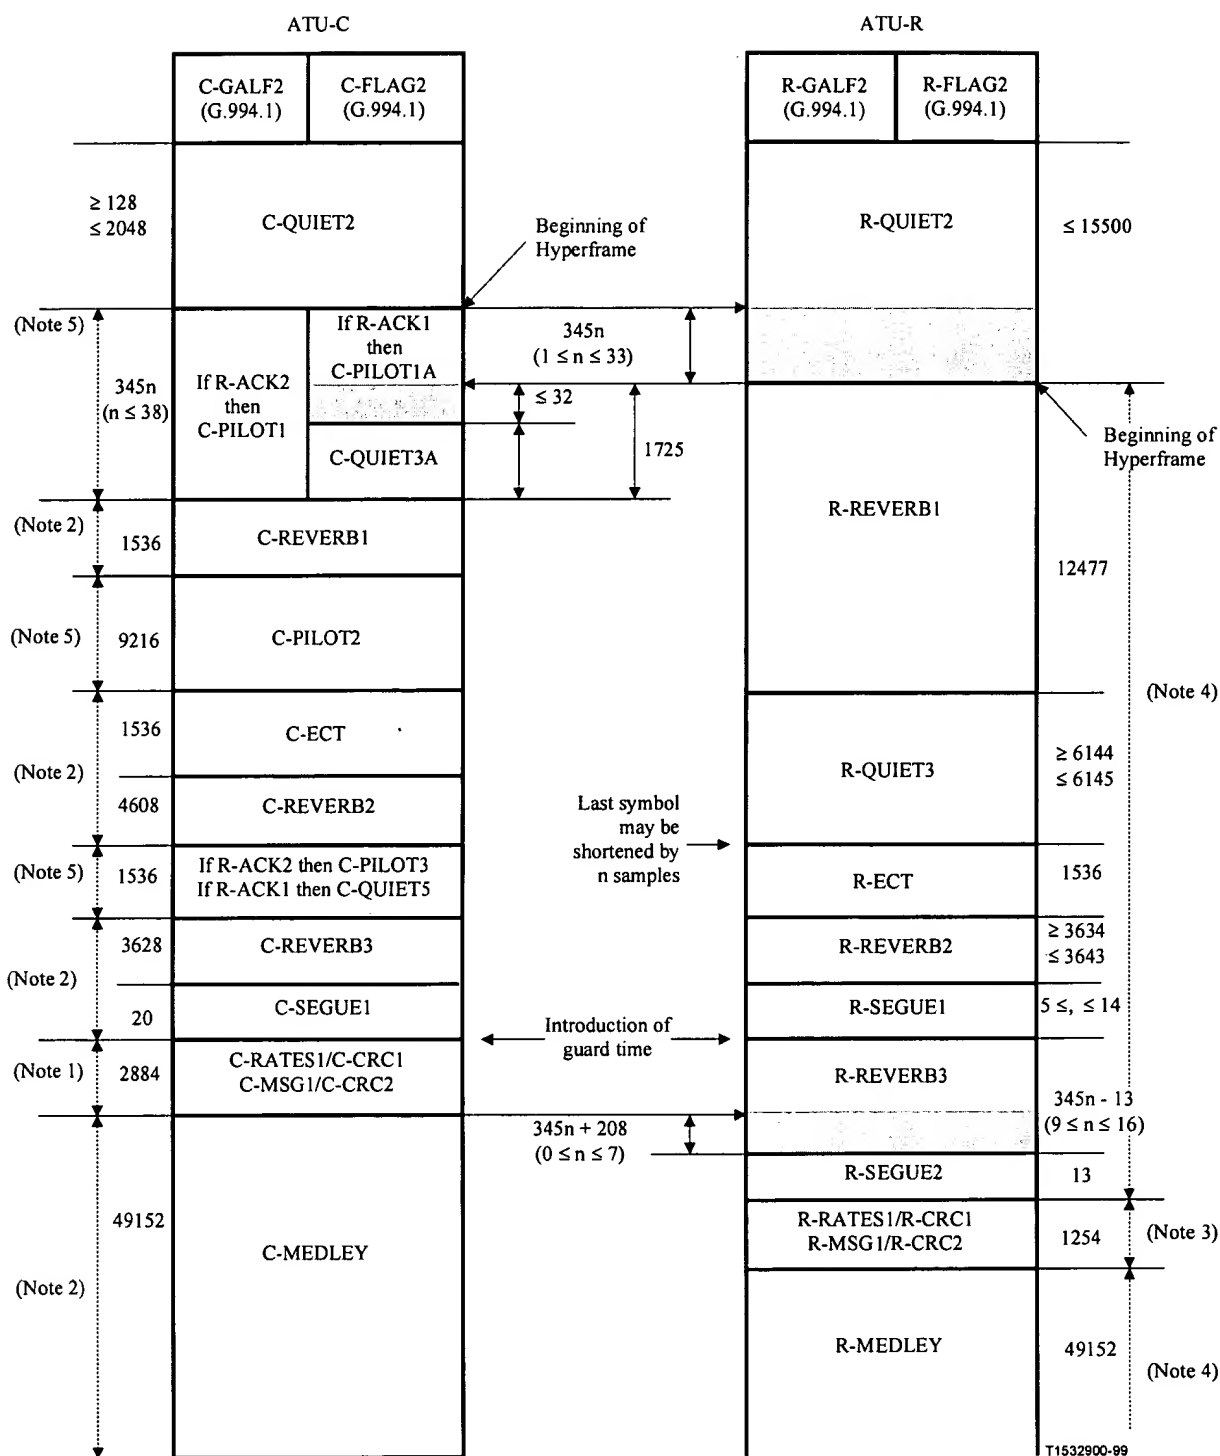 ATU-C
ATU-R
C-GALF2
(G.994.1)
C-FLAG2
(G.994.1)
R-GALF2
(G.994.1)
R-FLAG2
(G.994.1)
≥ 128
≤ 2048
C-QUIET2
Beginning of
Hyperframe
R-QUIET2
≤ 15500
(Note 5)
345n
(n ≤ 38)
If R-ACK2
then
C-PILOT1
If R-ACK1
then
C-PILOT1A
345n
(1 ≤ n ≤ 33)
≤ 32
C-QUIET3A
1725
Beginning of
Hyperframe
R-REVERB1
12477
(Note 2)
1536
C-REVERB1
(Note 5)
9216
C-PILOT2
(Note 4)
1536
C-ECT
(Note 2)
4608
C-REVERB2
R-QUIET3
≥ 6144
≤ 6145
Last symbol
may be
shortened by
n samples
(Note 5)
1536
If R-ACK2 then C-PILOT3
If R-ACK1 then C-QUIET5
R-ECT
1536
3628
C-REVERB3
R-REVERB2
≥ 3634
≤ 3643
(Note 2)
20
C-SEGUE1
R-SEGUE1
5 ≤, ≤ 14
Introduction of
guard time
(Note 1)
2884
C-RATES1/C-CRC1
C-MSG1/C-CRC2
R-REVERB3
345n - 13
(9 ≤ n ≤ 16)
345n + 208
(0 ≤ n ≤ 7)
R-SEGUE2
13
49152
C-MEDLEY
(Note 2)
R-RATES1/R-CRC1
R-MSG1/R-CRC2
1254
(Note 3)
R-MEDLEY
49152
(Note 4)
T1532900-99